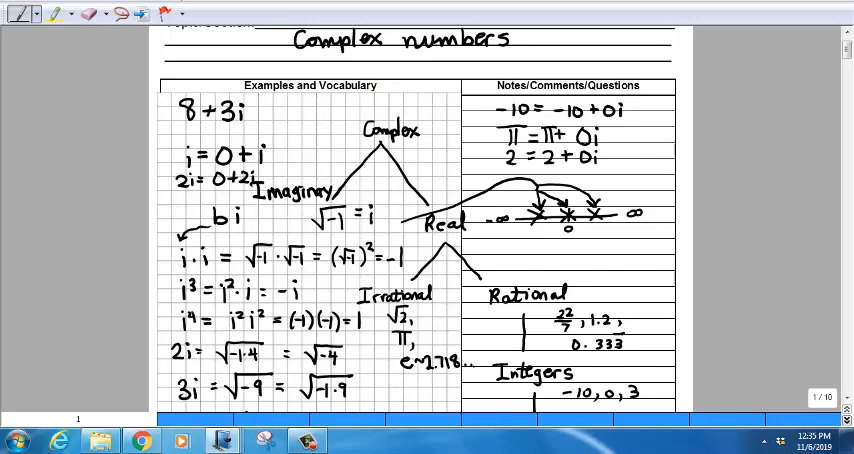 Complex numbers
Examples and Vocabulary
8 + 3i
i = 0 + i
2i = 0+2i
bi
Complex
Imaginary
√-1 = i
Real
i · i = √-1 · √-1 = (√-1)² = -1
i³ = i² · i = -i
i⁴ = i² i² = (-1)(-1) = 1
2i = √-1·4 = √-4
3i = √-9 = √-1·9
Irrational
√2,
π,
e~2.718...
Notes/Comments/Questions
-10 = -10 + 0i
π = π + 0i
2 = 2 + 0i
-∞ 0 ∞
Rational
22/7, 1.2,
0.333̅
Integers
-10, 0, 3
1 / 10
1
12:35 PM
11/6/2019